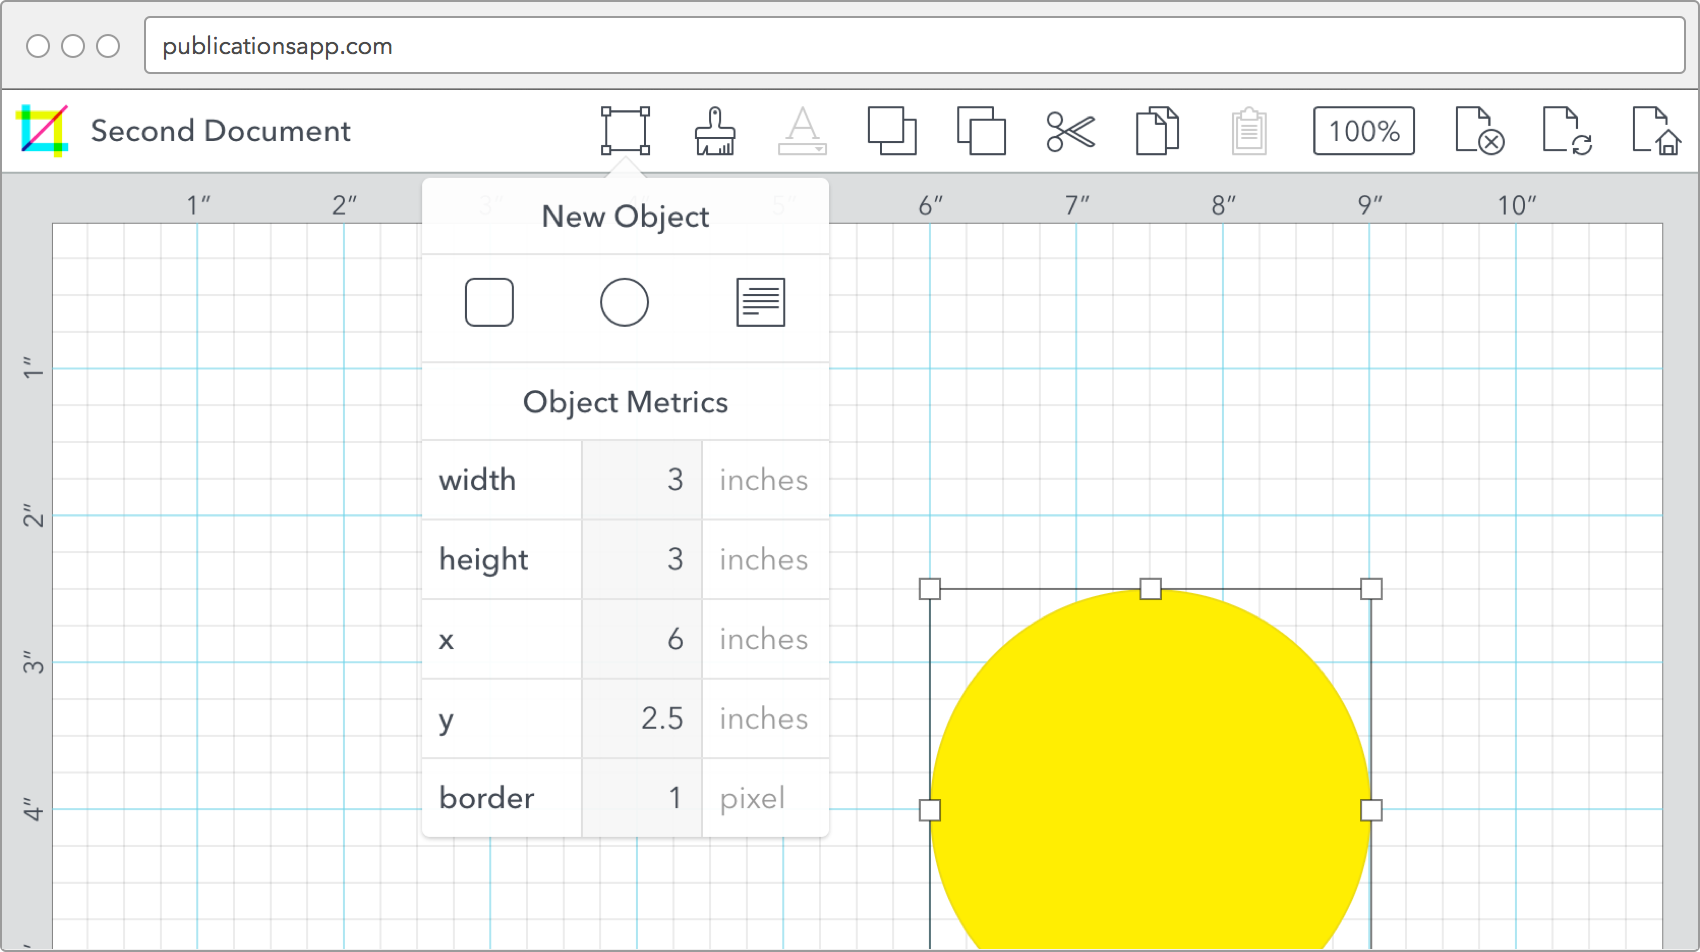 publicationsapp.com
Second Document
100%
1″ 2″ 3″ 5″ 6″ 7″ 8″ 9″ 10″
New Object
Object Metrics
width 3 inches
height 3 inches
x 6 inches
y 2.5 inches
border 1 pixel
1″
2″
3″
4″